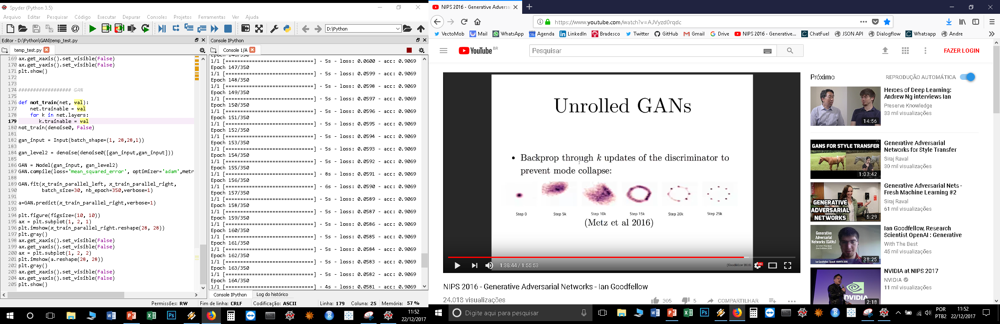 Spyder (Python 3.5)
Arquivo Editar Pesquisar Código Executar Depurar Consoles Projetos Ferramentas Ver Ajuda
D:\Python
Editor - D:\Python\GAN\temp_test.py
temp_test.py
169 ax.get_xaxis().set_visible(False)
170 ax.get_yaxis().set_visible(False)
171 plt.show()
172
173
174 ################## GAN
175
176 def not_train(net, val):
177 net.trainable = val
178 for k in net.layers:
179 k.trainable = val
180 not_train(denoise0, False)
181
182 gan_input = Input(batch_shape=(1, 28,28,1))
183
184 gan_level2 = denoise(denoise0([gan_input,gan_input]))
185
186 GAN = Model(gan_input, gan_level2)
187 GAN.compile(loss='mean_squared_error', optimizer='adam',metr
188
189 GAN.fit(x_train_parallel_left, x_train_parallel_right,
190 batch_size=30, nb_epoch=350,verbose=1)
191
192 a=GAN.predict(x_train_parallel_right,verbose=1)
193
194 plt.figure(figsize=(10, 10))
195 ax = plt.subplot(1, 2, 1)
196 plt.imshow(x_train_parallel_right.reshape(28, 28))
197 plt.gray()
198 ax.get_xaxis().set_visible(False)
199 ax.get_yaxis().set_visible(False)
200 ax = plt.subplot(1, 2, 2)
201 plt.imshow(a.reshape(28, 28))
202 plt.gray()
203 ax.get_xaxis().set_visible(False)
204 ax.get_yaxis().set_visible(False)
205 plt.show()
Console IPython
Console 1/A
Epoch 146/350
1/1 [==============================] - 5s - loss: 0.0600 - acc: 0.9069
Epoch 147/350
1/1 [==============================] - 5s - loss: 0.0599 - acc: 0.9069
Epoch 148/350
1/1 [==============================] - 5s - loss: 0.0598 - acc: 0.9069
Epoch 149/350
1/1 [==============================] - 5s - loss: 0.0597 - acc: 0.9069
Epoch 150/350
1/1 [==============================] - 5s - loss: 0.0596 - acc: 0.9069
Epoch 151/350
1/1 [==============================] - 5s - loss: 0.0595 - acc: 0.9069
Epoch 152/350
1/1 [==============================] - 5s - loss: 0.0594 - acc: 0.9069
Epoch 153/350
1/1 [==============================] - 5s - loss: 0.0593 - acc: 0.9069
Epoch 154/350
1/1 [==============================] - 5s - loss: 0.0592 - acc: 0.9069
Epoch 155/350
1/1 [==============================] - 8s - loss: 0.0591 - acc: 0.9069
Epoch 156/350
1/1 [==============================] - 6s - loss: 0.0590 - acc: 0.9069
Epoch 157/350
1/1 [==============================] - 5s - loss: 0.0589 - acc: 0.9069
Epoch 158/350
1/1 [==============================] - 5s - loss: 0.0587 - acc: 0.9069
Epoch 159/350
1/1 [==============================] - 5s - loss: 0.0586 - acc: 0.9069
Epoch 160/350
1/1 [==============================] - 5s - loss: 0.0585 - acc: 0.9069
Epoch 161/350
1/1 [==============================] - 5s - loss: 0.0584 - acc: 0.9069
Epoch 162/350
1/1 [==============================] - 5s - loss: 0.0583 - acc: 0.9069
Epoch 163/350
1/1 [==============================] - 5s - loss: 0.0582 - acc: 0.9069
Epoch 164/350
1/1 [==============================] - 4s - loss: 0.0581 - acc: 0.9069
Console IPython Log do histórico
Permissões: RW Fim de linha: CRLF Codificação: ASCII Linha: 179 Coluna: 25 Memória: 57 %
11:52
22/12/2017
NIPS 2016 - Generative Adversa
https://www.youtube.com/watch?v=AJVyzd0rqdc
VectoMob Mail WhatsApp 16 Agenda LinkedIn Bradesco Twitter GitHub Gmail Drive NIPS 2016 - Generative... ChatFuel JSON API Dialogflow Whatsapp Andre
YouTube BR
Pesquisar
FAZER LOGIN
Unrolled GANs
• Backprop through k updates of the discriminator to
prevent mode collapse:
Step 0 Step 5k Step 10k Step 15k Step 20k Step 25k
(Metz et al 2016)
(Goodfellow 2016)
1:38:44 / 1:55:53
HD
NIPS 2016 - Generative Adversarial Networks - Ian Goodfellow
24.018 visualizações
305 5 COMPARTILHAR
Próximo REPRODUÇÃO AUTOMÁTICA
14:56
Heroes of Deep Learning:
Andrew Ng interviews Ian
Preserve Knowledge
33 mil visualizações
GANS FOR STYLE TRANSFER
1:03:42
Generative Adversarial
Networks for Style Transfer
Siraj Raval
30 mil visualizações
GENERATIVE
ADVERSARIAL
NETWORKS
5:29
Generative Adversarial Nets -
Fresh Machine Learning #2
Siraj Raval
61 mil visualizações
Generative
Adversarial
Networks (GANs)
38:25
Ian Goodfellow, Research
Scientist OpenAI : Generative
With The Best
45 mil visualizações
NVIDIA
2:18
NVIDIA at NIPS 2017
NVIDIA
11 mil visualizações
Digite aqui para pesquisar
POR
PTB2
11:52
22/12/2017